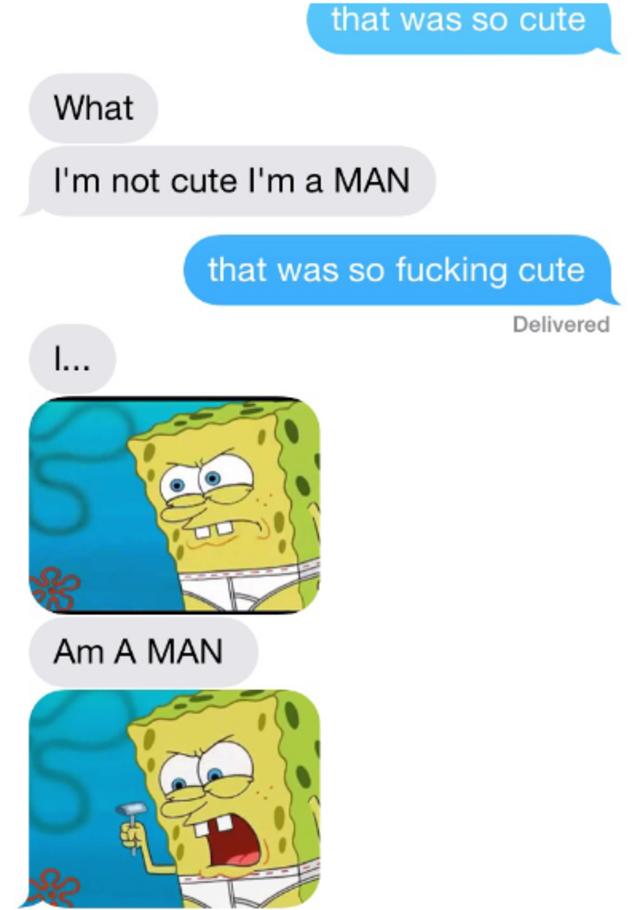 that was so cute
What
I'm not cute I'm a MAN
that was so fucking cute
Delivered
I...
Am A MAN